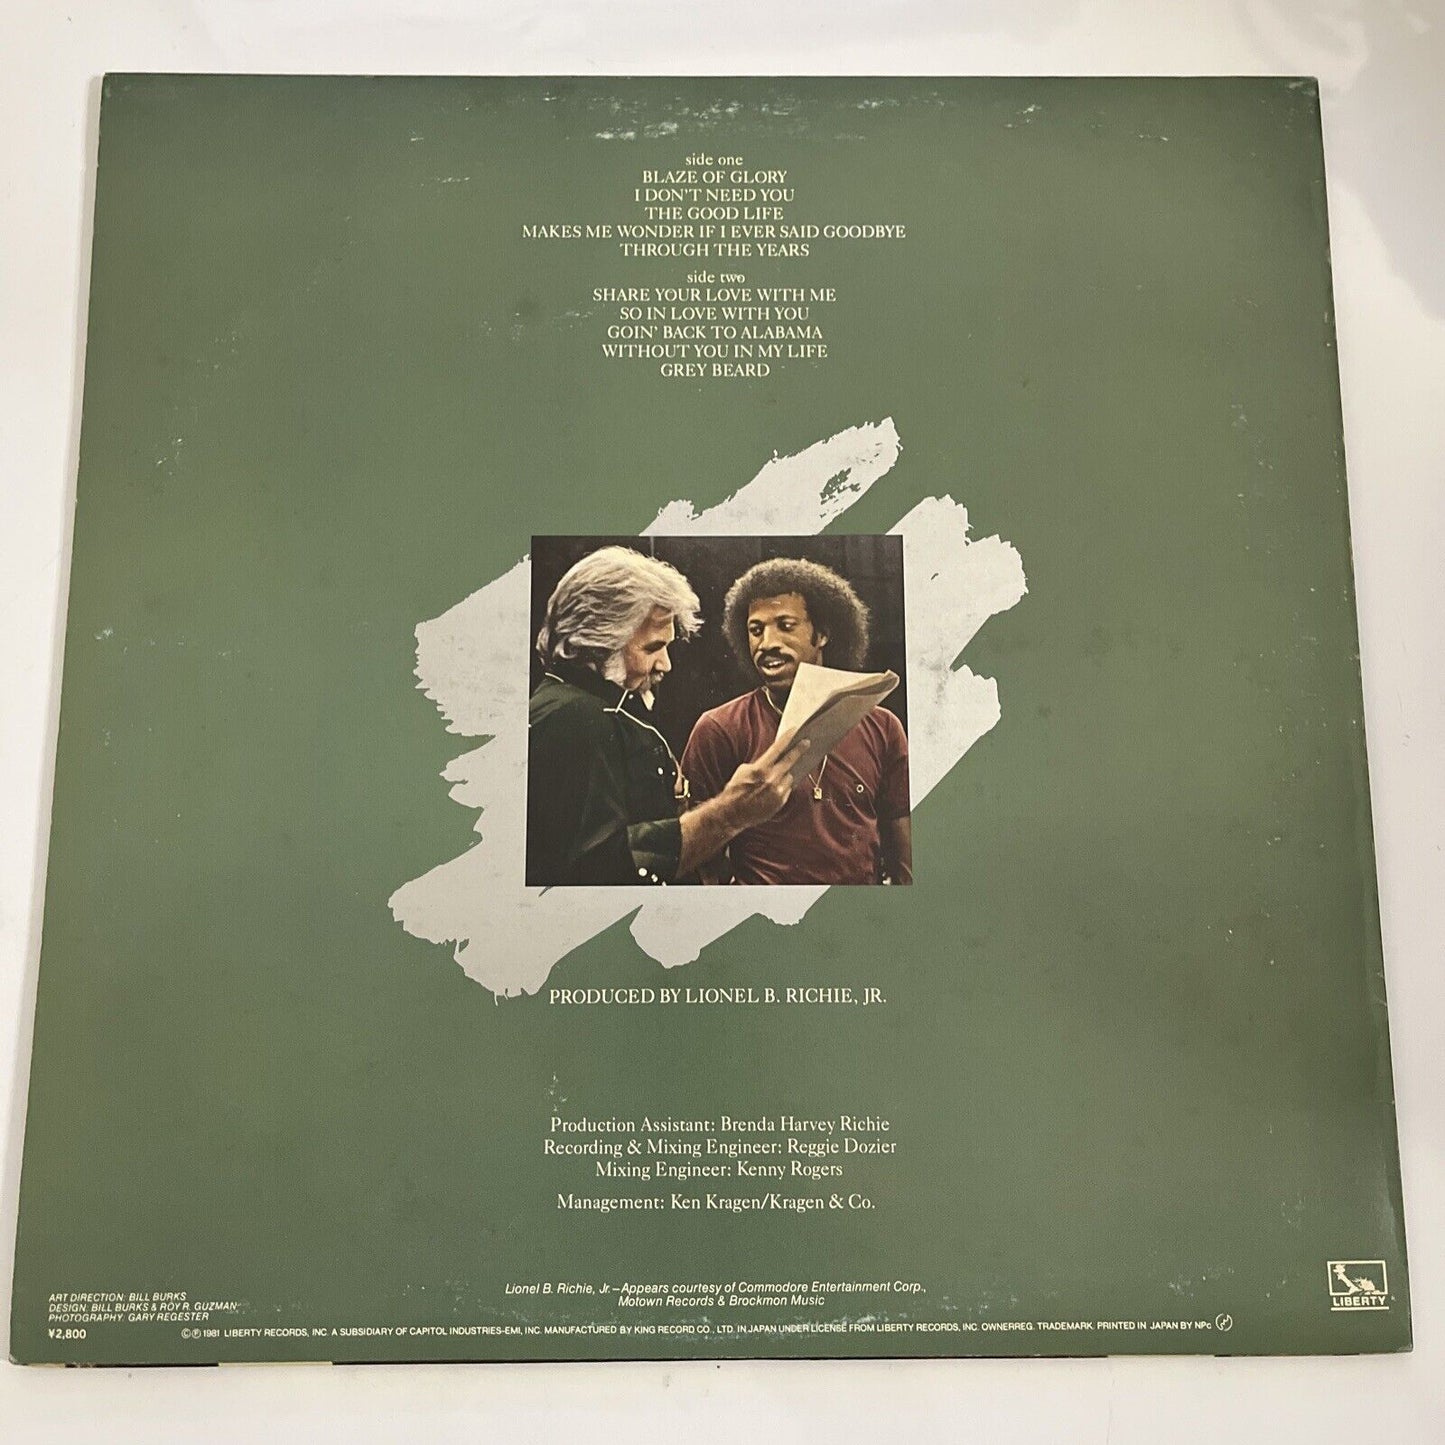 side one
BLAZE OF GLORY
I DON'T NEED YOU
THE GOOD LIFE
MAKES ME WONDER IF I EVER SAID GOODBYE
THROUGH THE YEARS
side two
SHARE YOUR LOVE WITH ME
SO IN LOVE WITH YOU
GOIN' BACK TO ALABAMA
WITHOUT YOU IN MY LIFE
GREY BEARD
PRODUCED BY LIONEL B. RICHIE, JR.
Production Assistant: Brenda Harvey Richie
Recording & Mixing Engineer: Reggie Dozier
Mixing Engineer: Kenny Rogers
Management: Ken Kragen/Kragen & Co.
Lionel B. Richie, Jr.–Appears courtesy of Commodore Entertainment Corp.,
Motown Records & Brockmon Music
ART DIRECTION: BILL BURKS
DESIGN: BILL BURKS & ROY R. GUZMAN
PHOTOGRAPHY: GARY REGESTER
¥2,800
©℗ 1981 LIBERTY RECORDS, INC. A SUBSIDIARY OF CAPITOL INDUSTRIES-EMI, INC. MANUFACTURED BY KING RECORD CO., LTD. IN JAPAN UNDER LICENSE FROM LIBERTY RECORDS, INC. OWNERREG. TRADEMARK. PRINTED IN JAPAN BY NPc
LIBERTY